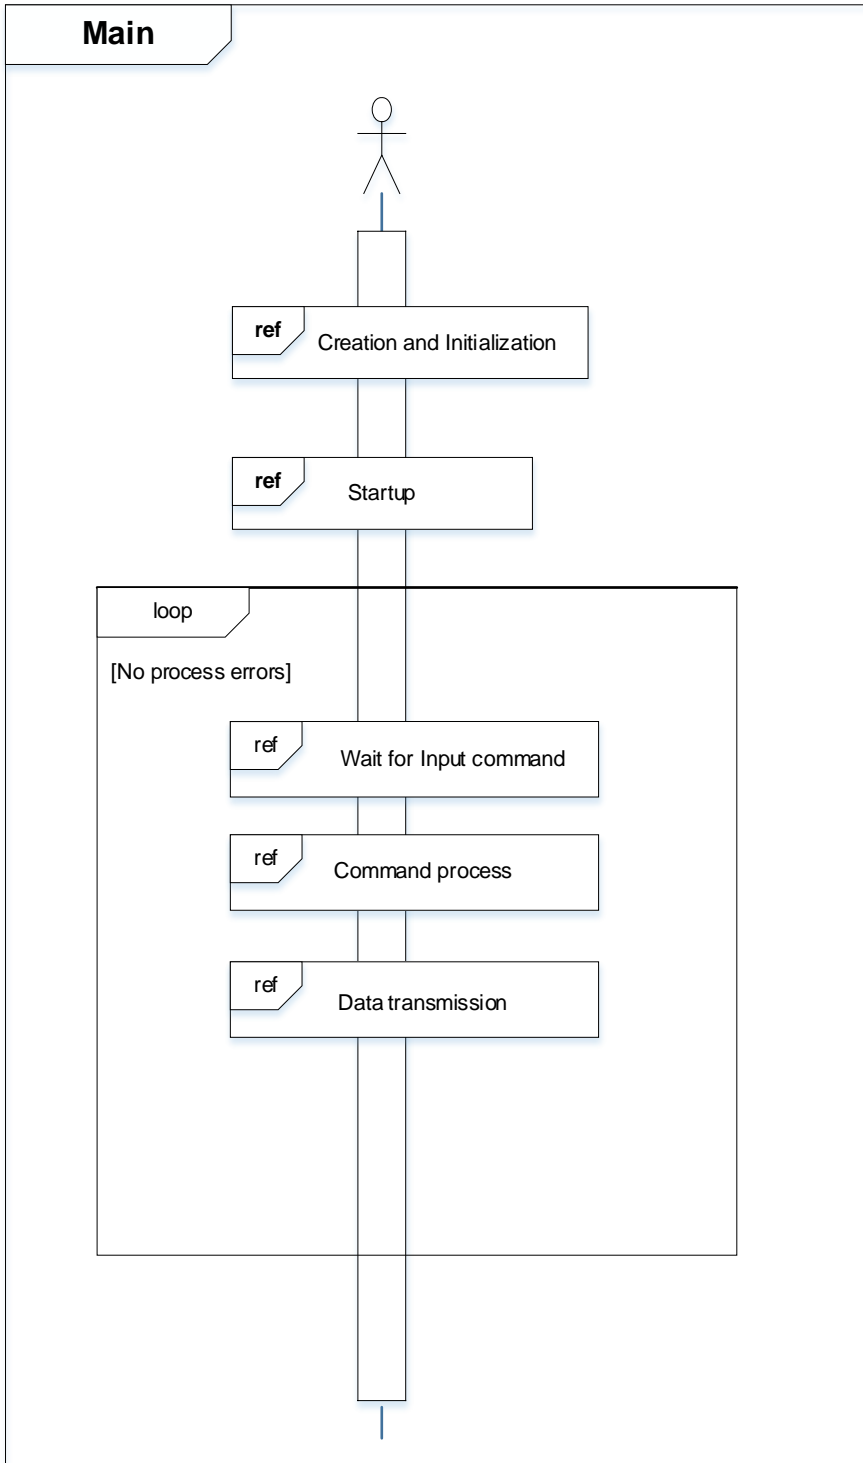 Main
ref
Creation and Initialization
ref
Startup
loop
[No process errors]
ref
Wait for Input command
ref
Command process
ref
Data transmission